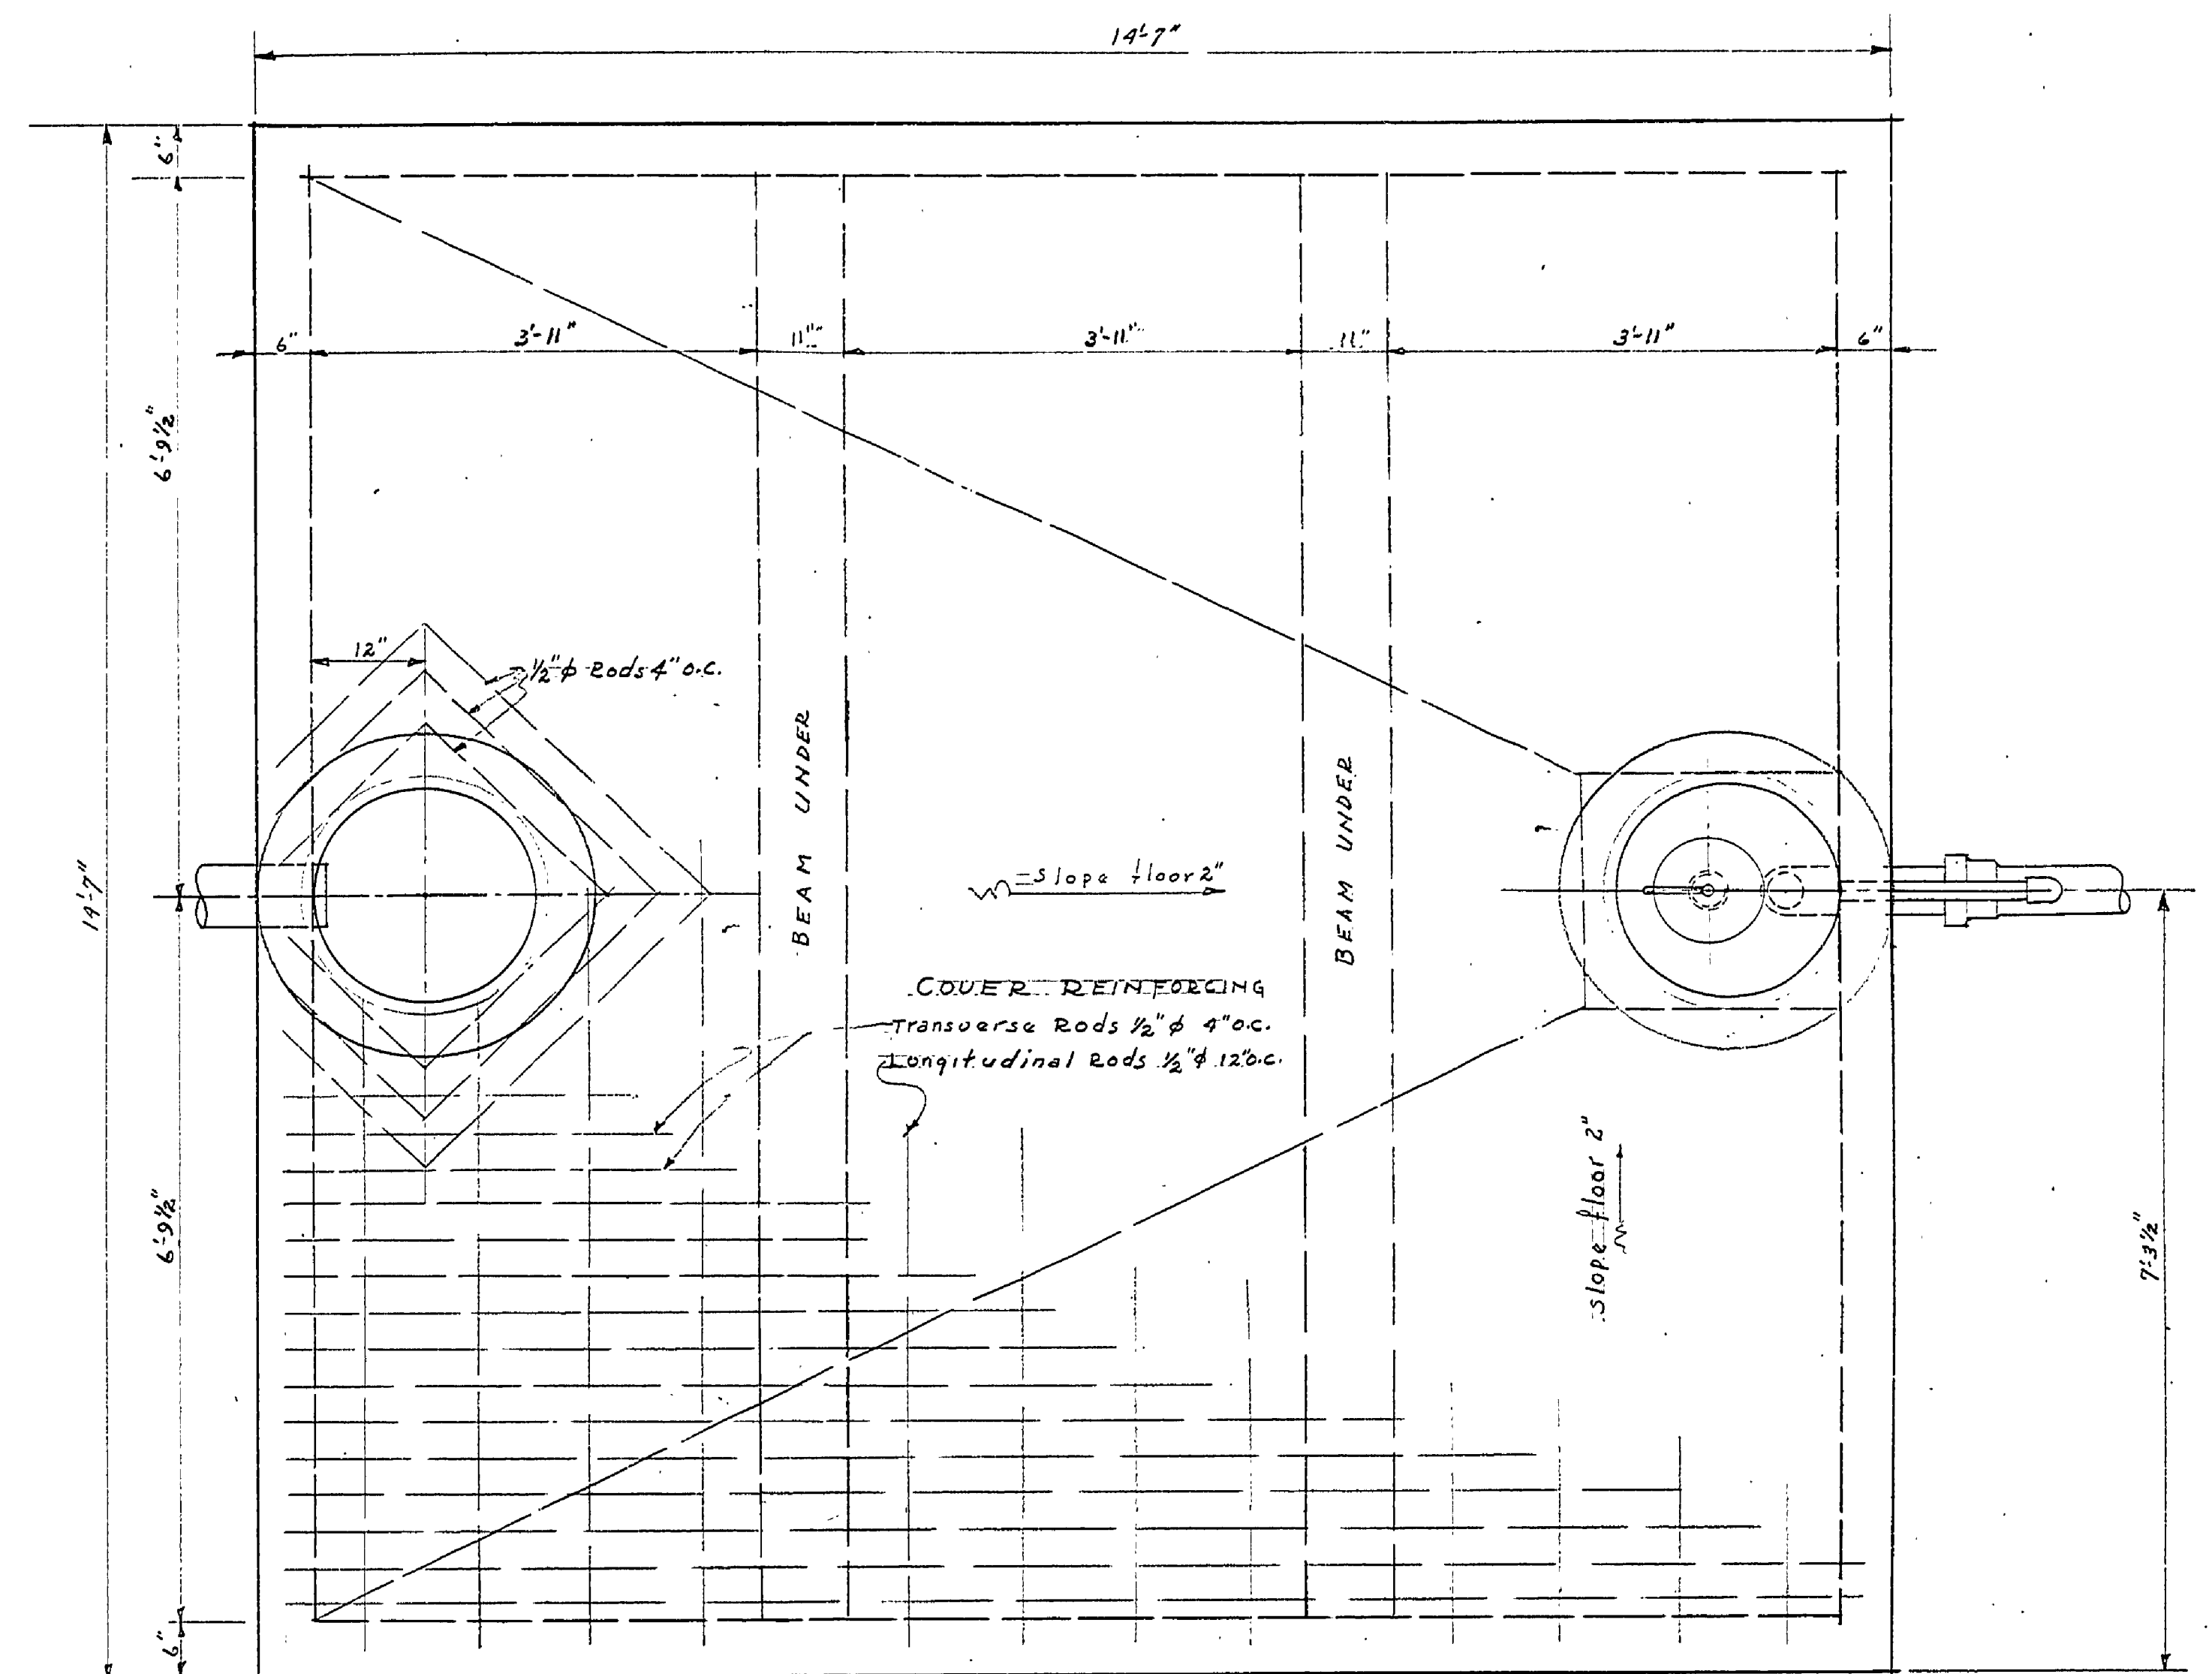 14'-7"
6"
6"
3'-11"
11"
3'-11"
11"
3'-11"
6"
6'-9½"
12"
½"ϕ Rods 4" o.c.
BEAM UNDER
BEAM UNDER
14'-7"
Slope floor 2"
COVER REINFORCING
Transverse Rods ½"ϕ 4" o.c.
Longitudinal Rods ½"ϕ 12" o.c.
Slope floor 2"
6'-9½"
7'-3½"
6"